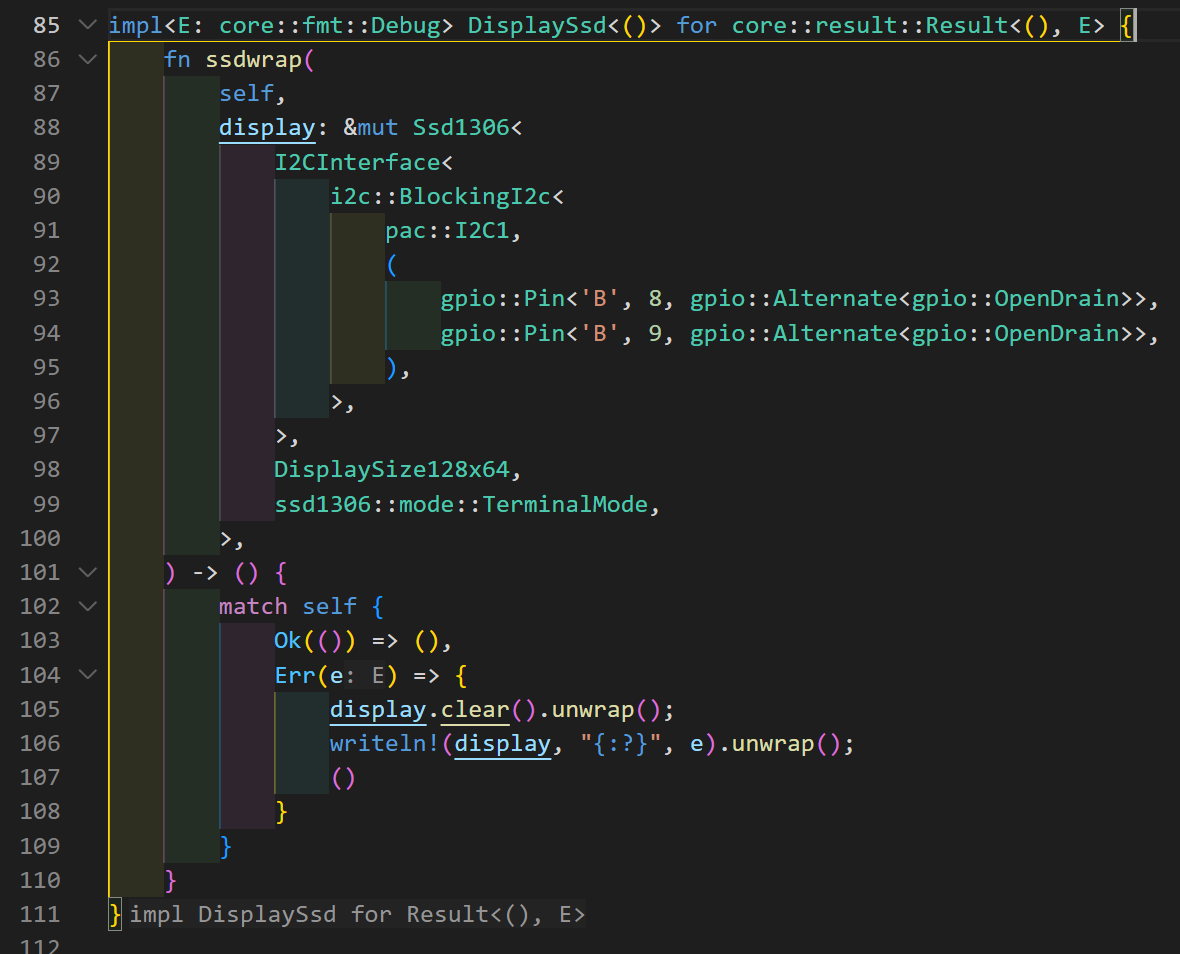 85 impl<E: core::fmt::Debug> DisplaySsd<()> for core::result::Result<(), E> {
86     fn ssdwrap(
87         self,
88         display: &mut Ssd1306<
89             I2CInterface<
90                 i2c::BlockingI2c<
91                     pac::I2C1,
92                     (
93                         gpio::Pin<'B', 8, gpio::Alternate<gpio::OpenDrain>>,
94                         gpio::Pin<'B', 9, gpio::Alternate<gpio::OpenDrain>>,
95                     ),
96                 >,
97             >,
98             DisplaySize128x64,
99             ssd1306::mode::TerminalMode,
100         >,
101     ) -> () {
102         match self {
103             Ok(()) => (),
104             Err(e: E) => {
105                 display.clear().unwrap();
106                 writeln!(display, "{:?}", e).unwrap();
107                 ()
108             }
109         }
110     }
111 } impl DisplaySsd for Result<(), E>
112